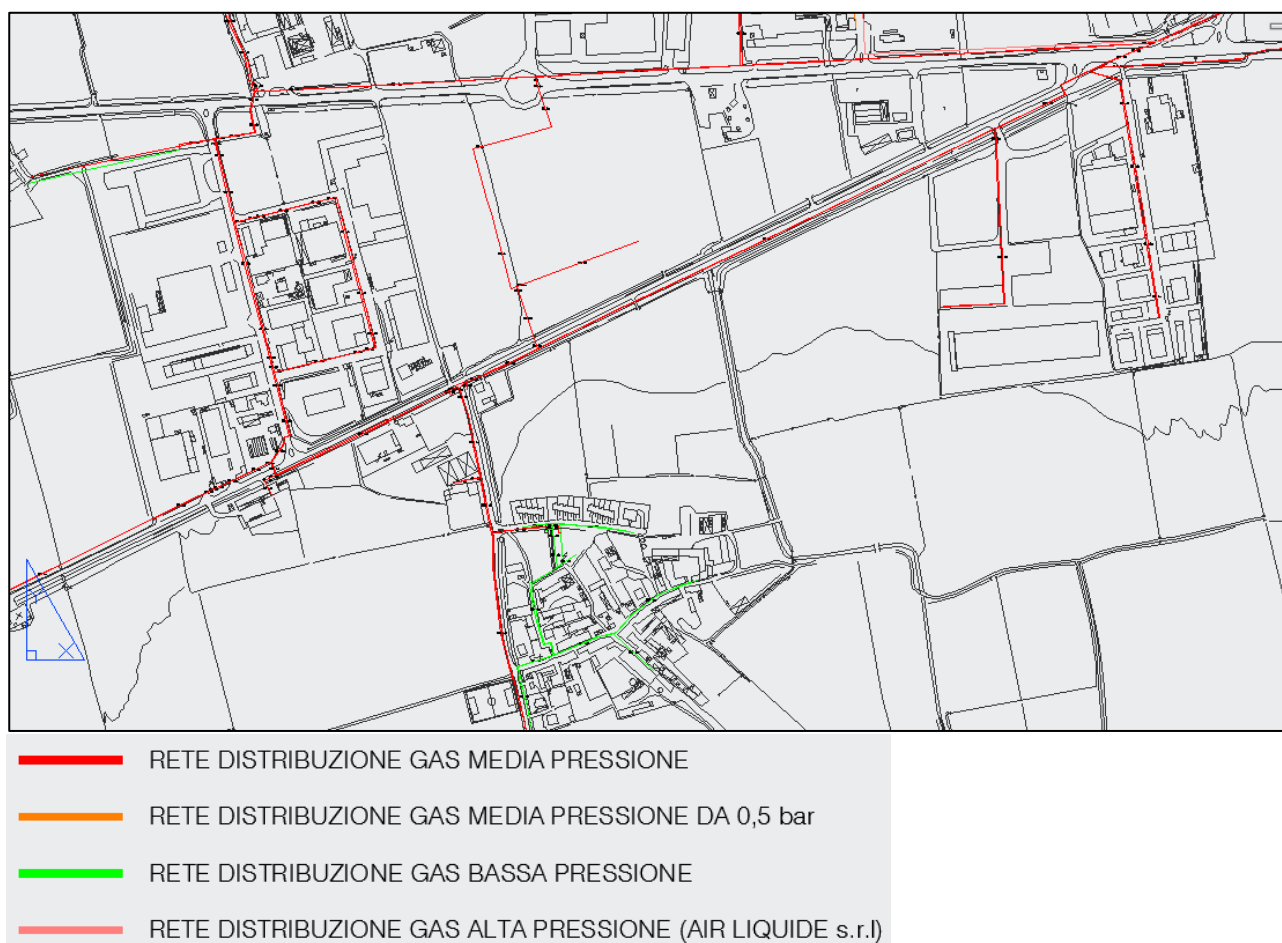 RETE DISTRIBUZIONE GAS MEDIA PRESSIONE
RETE DISTRIBUZIONE GAS MEDIA PRESSIONE DA 0,5 bar
RETE DISTRIBUZIONE GAS BASSA PRESSIONE
RETE DISTRIBUZIONE GAS ALTA PRESSIONE (AIR LIQUIDE s.r.l)